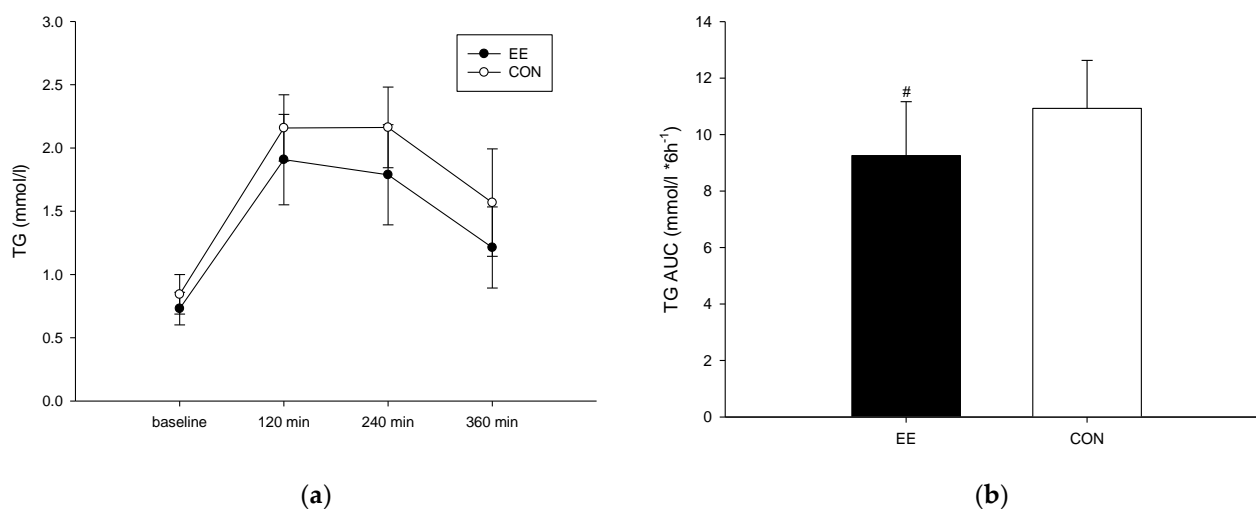 3.0
2.5
2.0
1.5
1.0
0.5
0.0
TG (mmol/l)
EE
CON
baseline
120 min
240 min
360 min
(a)
14
12
10
8
6
4
2
0
TG AUC (mmol/l *6h⁻¹)
#
EE
CON
(b)